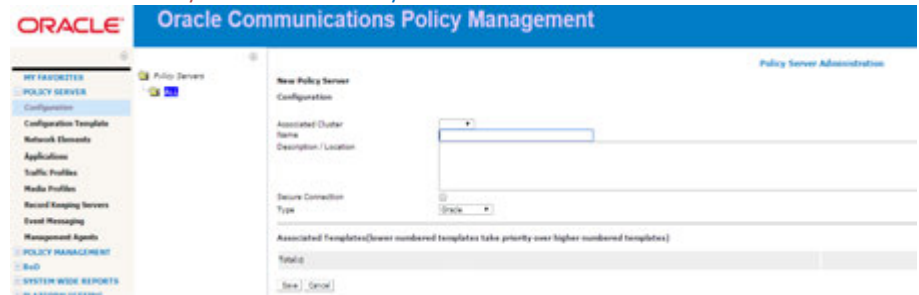 ORACLE
Oracle Communications Policy Management
MY FAVORITES
POLICY SERVER
Configuration
Configuration Template
Network Elements
Applications
Traffic Profiles
Media Profiles
Record Keeping Servers
Event Messaging
Management Agents
POLICY MANAGEMENT
BoD
SYSTEM WIDE REPORTS
Policy Servers
ALL
Policy Server Administration
New Policy Server
Configuration
Associated Cluster
Name
Description / Location
Secure Connection
Type
Oracle
Associated Templates(lower numbered templates take priority over higher numbered templates)
Save
Cancel